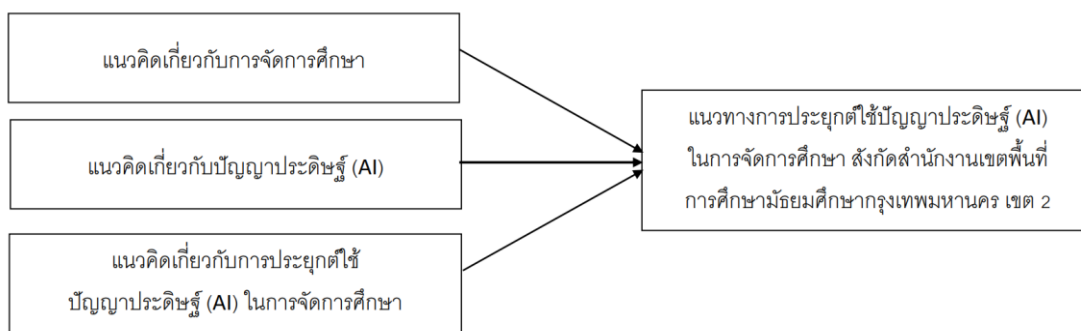 แนวคิดเกี่ยวกับการจัดการศึกษา
แนวคิดเกี่ยวกับปัญญาประดิษฐ์ (AI)
แนวคิดเกี่ยวกับการประยุกต์ใช้
ปัญญาประดิษฐ์ (AI) ในการจัดการศึกษา
แนวทางการประยุกต์ใช้ปัญญาประดิษฐ์ (AI)
ในการจัดการศึกษา สังกัดสำนักงานเขตพื้นที่
การศึกษามัธยมศึกษากรุงเทพมหานคร เขต 2